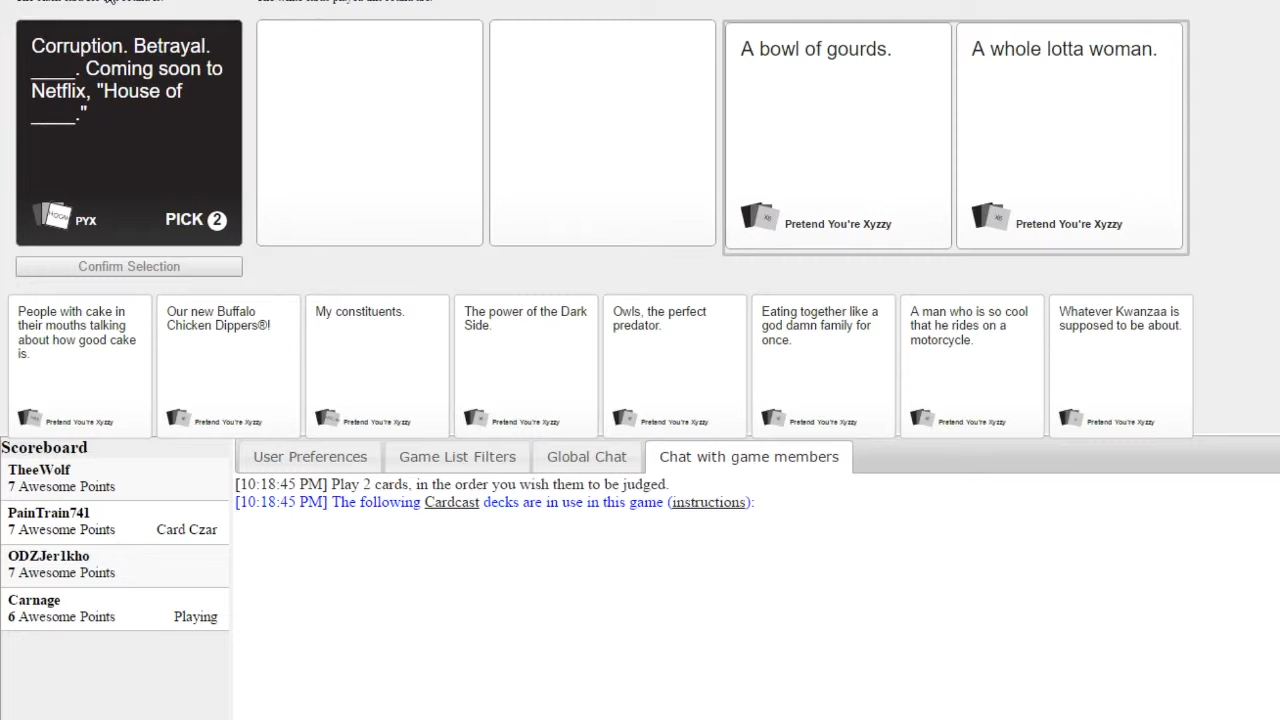 Corruption. Betrayal.
____. Coming soon to
Netflix, "House of
____."
PYX
PICK 2
A bowl of gourds.
Pretend You're Xyzzy
A whole lotta woman.
Pretend You're Xyzzy
Confirm Selection
People with cake in
their mouths talking
about how good cake
is.
Pretend You're Xyzzy
Our new Buffalo
Chicken Dippers®!
Pretend You're Xyzzy
My constituents.
Pretend You're Xyzzy
The power of the Dark
Side.
Pretend You're Xyzzy
Owls, the perfect
predator.
Pretend You're Xyzzy
Eating together like a
god damn family for
once.
Pretend You're Xyzzy
A man who is so cool
that he rides on a
motorcycle.
Pretend You're Xyzzy
Whatever Kwanzaa is
supposed to be about.
Pretend You're Xyzzy
Scoreboard
TheeWolf
7 Awesome Points
PainTrain741
7 Awesome Points Card Czar
ODZJer1kho
7 Awesome Points
Carnage
6 Awesome Points Playing
User Preferences
Game List Filters
Global Chat
Chat with game members
[10:18:45 PM] Play 2 cards, in the order you wish them to be judged.
[10:18:45 PM] The following Cardcast decks are in use in this game (instructions):